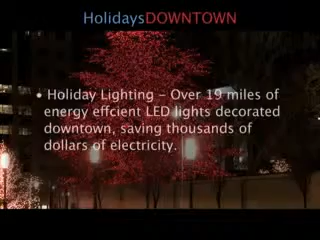 HolidaysDOWNTOWN
• Holiday Lighting - Over 19 miles of
energy effcient LED lights decorated
downtown, saving thousands of
dollars of electricity.